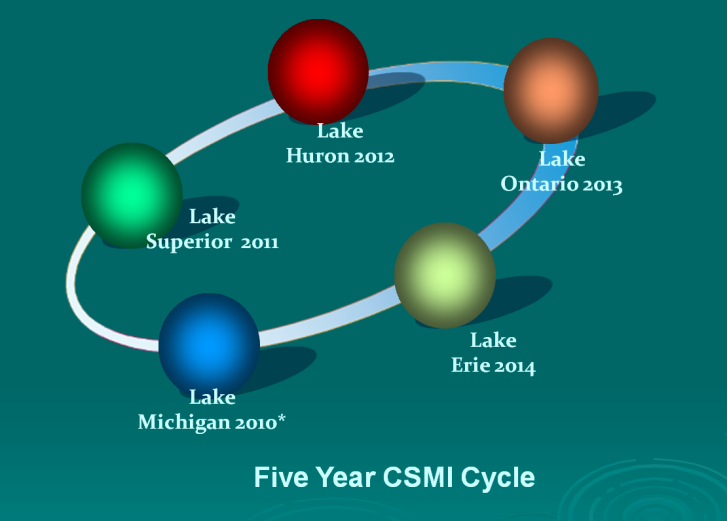 Lake
Huron 2012
Lake
Ontario 2013
Lake
Superior 2011
Lake
Erie 2014
Lake
Michigan 2010*
Five Year CSMI Cycle